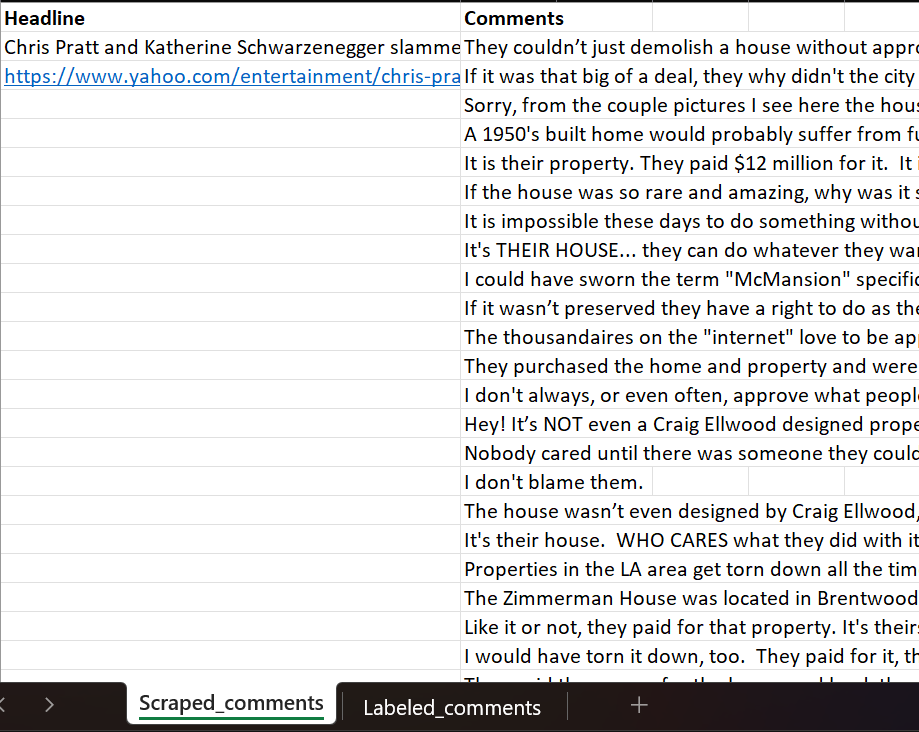 Headline Comments
Chris Pratt and Katherine Schwarzenegger slamme They couldn’t just demolish a house without appro
https://www.yahoo.com/entertainment/chris-pra If it was that big of a deal, they why didn't the city
Sorry, from the couple pictures I see here the hous
A 1950's built home would probably suffer from fu
It is their property. They paid $12 million for it.  It i
If the house was so rare and amazing, why was it s
It is impossible these days to do something withou
It's THEIR HOUSE... they can do whatever they wan
I could have sworn the term "McMansion" specific
If it wasn’t preserved they have a right to do as the
The thousandaires on the "internet" love to be app
They purchased the home and property and were
I don't always, or even often, approve what people
Hey! It’s NOT even a Craig Ellwood designed prope
Nobody cared until there was someone they could
I don't blame them.
The house wasn’t even designed by Craig Ellwood,
It's their house.  WHO CARES what they did with it
Properties in the LA area get torn down all the tim
The Zimmerman House was located in Brentwood
Like it or not, they paid for that property. It's theirs
I would have torn it down, too.  They paid for it, th
Scraped_comments Labeled_comments +